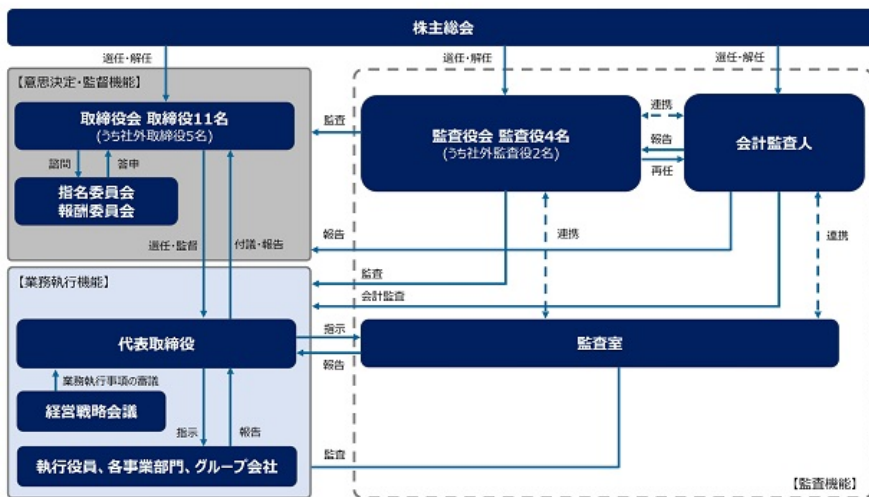 株主総会
選任・解任
選任・解任
選任・解任
【意思決定・監督機能】
取締役会 取締役11名
(うち社外取締役5名)
諮問
答申
指名委員会
報酬委員会
選任・監督
付議・報告
監査
監査役会 監査役4名
(うち社外監査役2名)
連携
報告
再任
会計監査人
報告
連携
連携
監査
会計監査
【業務執行機能】
代表取締役
指示
報告
監査室
業務執行事項の審議
経営戦略会議
指示
報告
執行役員、各事業部門、グループ会社
監査
【監査機能】